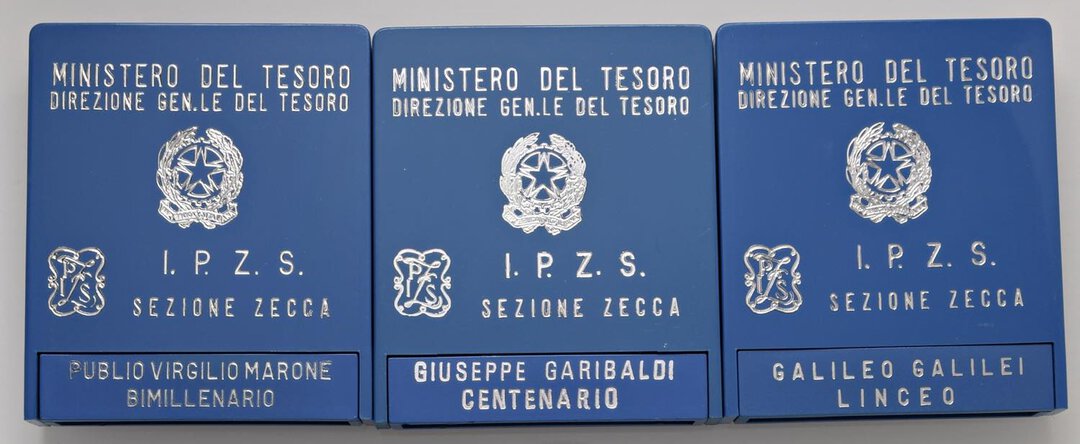 MINISTERO DEL TESORO
DIREZIONE GEN.LE DEL TESORO
I. P. Z. S.
SEZIONE ZECCA
PUBLIO VIRGILIO MARONE
BIMILLENARIO
MINISTERO DEL TESORO
DIREZIONE GEN.LE DEL TESORO
I. P. Z. S.
SEZIONE ZECCA
GIUSEPPE GARIBALDI
CENTENARIO
MINISTERO DEL TESORO
DIREZIONE GEN.LE DEL TESORO
I. P. Z. S.
SEZIONE ZECCA
GALILEO GALILEI
LINCEO